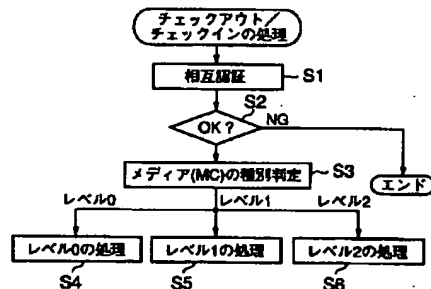 チェックアウト/
チェックインの処理
相互認証
S1
S2
OK?
NG
メディア(MC)の種別判定
S3
エンド
レベル0
レベル1
レベル2
レベル0の処理
レベル1の処理
レベル2の処理
S4
S5
S6